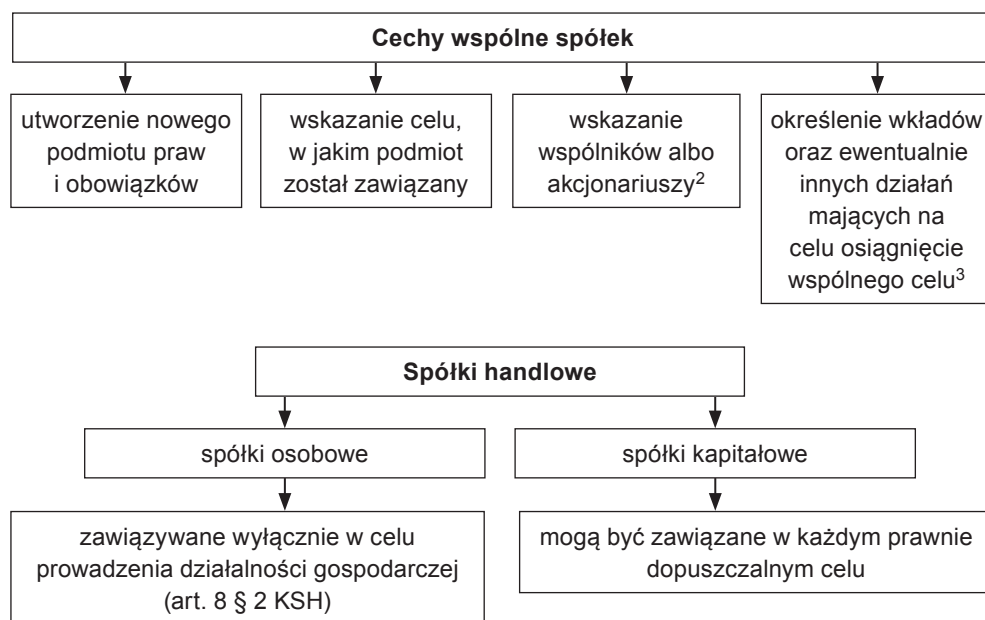 Cechy wspólne spółek
utworzenie nowego
podmiotu praw
i obowiązków
wskazanie celu,
w jakim podmiot
został zawiązany
wskazanie
wspólników albo
akcjonariuszy²
określenie wkładów
oraz ewentualnie
innych działań
mających na
celu osiągnięcie
wspólnego celu³
Spółki handlowe
spółki osobowe
spółki kapitałowe
zawiązywane wyłącznie w celu
prowadzenia działalności gospodarczej
(art. 8 § 2 KSH)
mogą być zawiązane w każdym prawnie
dopuszczalnym celu